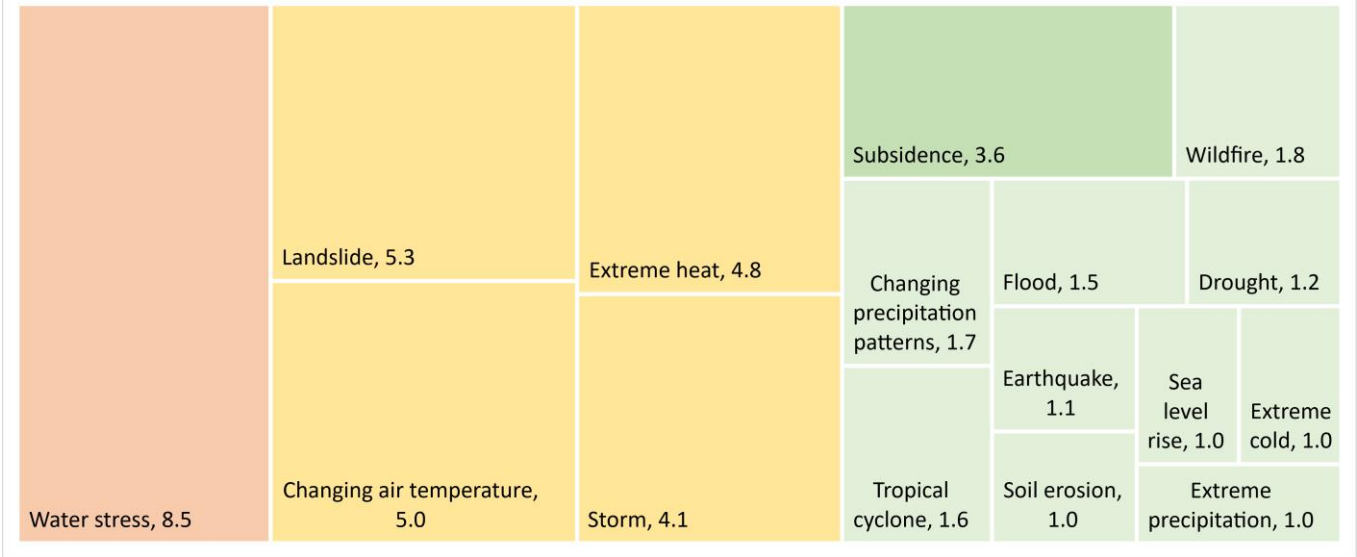 Water stress, 8.5
Landslide, 5.3
Changing air temperature,
5.0
Extreme heat, 4.8
Storm, 4.1
Subsidence, 3.6
Wildfire, 1.8
Changing
precipitation
patterns, 1.7
Tropical
cyclone, 1.6
Flood, 1.5
Drought, 1.2
Earthquake,
1.1
Soil erosion,
1.0
Sea
level
rise, 1.0
Extreme
cold, 1.0
Extreme
precipitation, 1.0